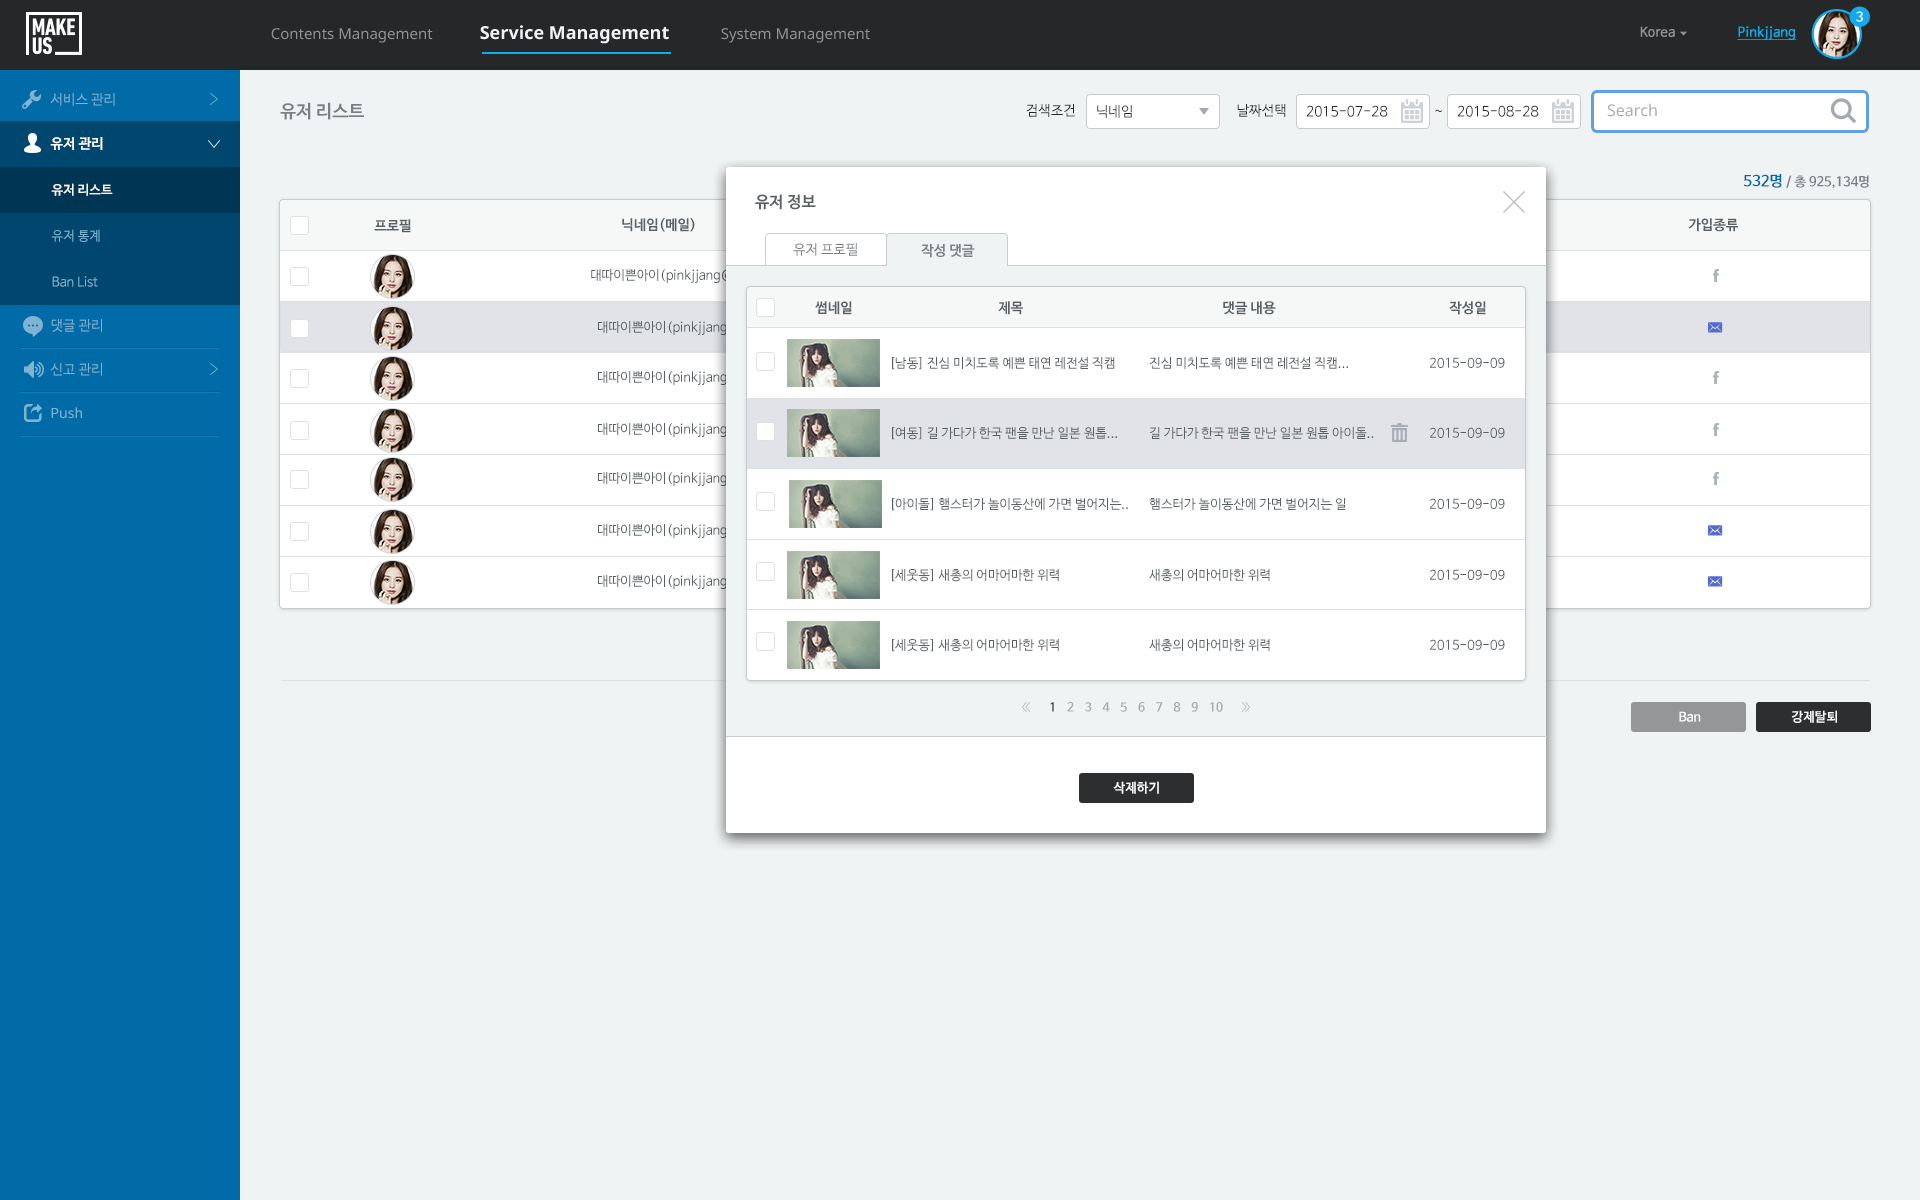 MAKE
US
Contents Management
Service Management
System Management
Korea
Pinkjjang
3
서비스 관리
유저 관리
유저 리스트
유저 통계
Ban List
댓글 관리
신고 관리
Push
유저 리스트
검색조건
닉네임
날짜선택
2015-07-28
~
2015-08-28
Search
532명 / 총 925,134명
프로필
닉네임(메일)
가입종류
대따이쁜아이(pinkjjang@
대따이쁜아이(pinkjjang
대따이쁜아이(pinkjjang
대따이쁜아이(pinkjjang
대따이쁜아이(pinkjjang
대따이쁜아이(pinkjjang
대따이쁜아이(pinkjjang
유저 정보
유저 프로필
작성 댓글
썸네일
제목
댓글 내용
작성일
[남동] 진심 미치도록 예쁜 태연 레전설 직캠
진심 미치도록 예쁜 태연 레전설 직캠...
2015-09-09
[여동] 길 가다가 한국 팬을 만난 일본 원톱...
길 가다가 한국 팬을 만난 일본 원톱 아이돌..
2015-09-09
[아이돌] 햄스터가 놀이동산에 가면 벌어지는..
햄스터가 놀이동산에 가면 벌어지는 일
2015-09-09
[세웃동] 새총의 어마어마한 위력
새총의 어마어마한 위력
2015-09-09
[세웃동] 새총의 어마어마한 위력
새총의 어마어마한 위력
2015-09-09
1 2 3 4 5 6 7 8 9 10
삭제하기
Ban
강제탈퇴